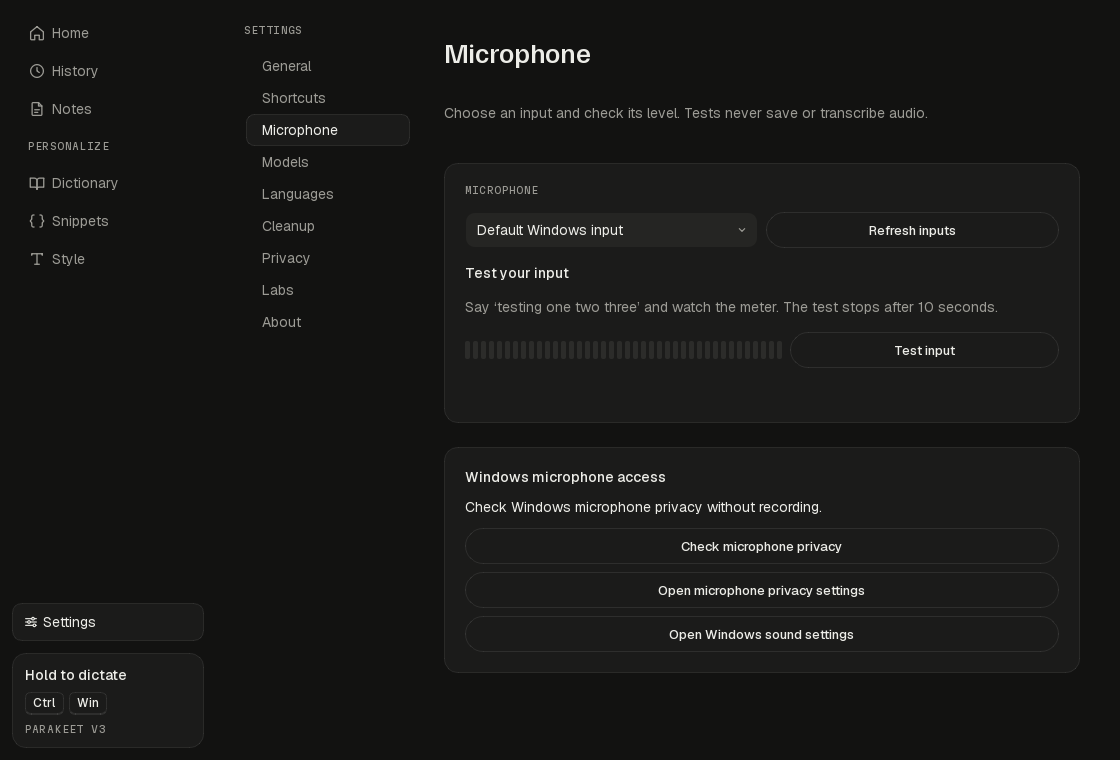 Home
History
Notes
PERSONALIZE
Dictionary
Snippets
Style
Settings
Hold to dictate
Ctrl Win
PARAKEET V3
SETTINGS
General
Shortcuts
Microphone
Models
Languages
Cleanup
Privacy
Labs
About
Microphone
Choose an input and check its level. Tests never save or transcribe audio.
MICROPHONE
Default Windows input
Refresh inputs
Test your input
Say ‘testing one two three’ and watch the meter. The test stops after 10 seconds.
Test input
Windows microphone access
Check Windows microphone privacy without recording.
Check microphone privacy
Open microphone privacy settings
Open Windows sound settings